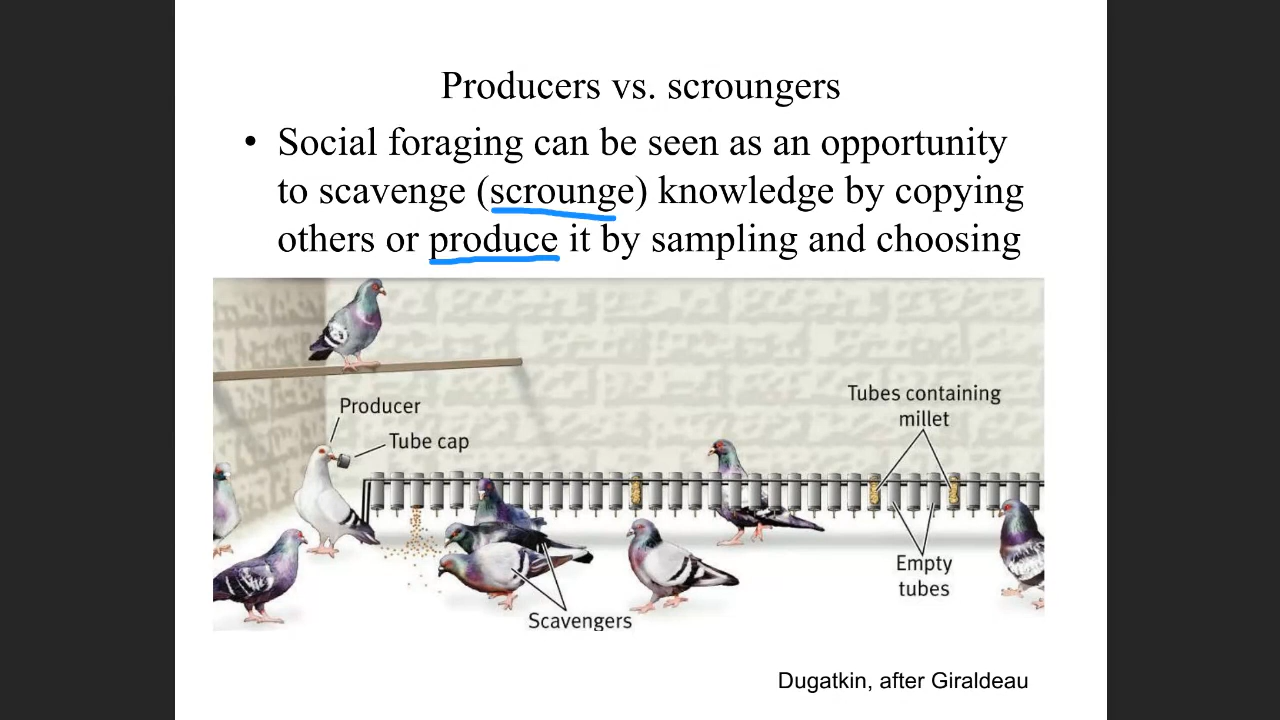 Producers vs. scroungers
• Social foraging can be seen as an opportunity
to scavenge (scrounge) knowledge by copying
others or produce it by sampling and choosing
Producer
Tube cap
Tubes containing
millet
Empty
tubes
Scavengers
Dugatkin, after Giraldeau